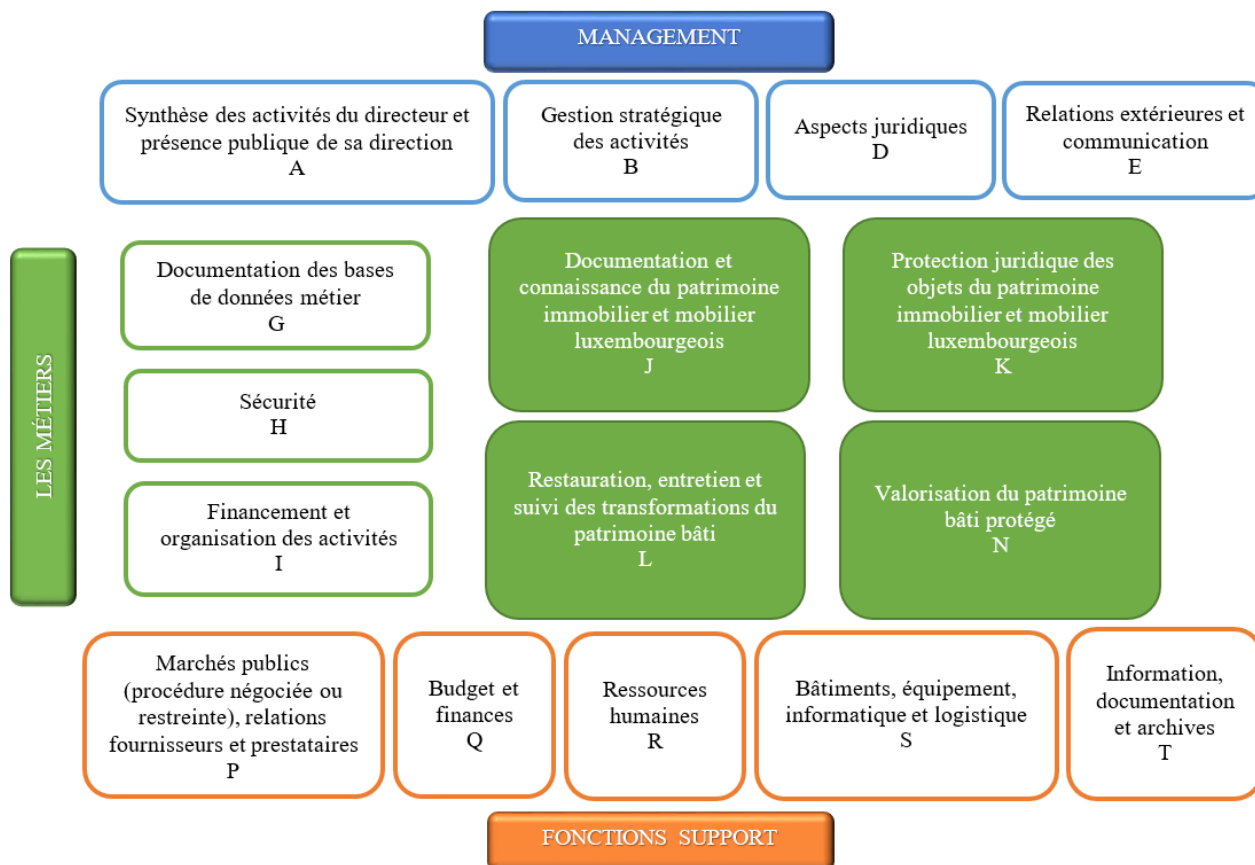 MANAGEMENT
Synthèse des activités du directeur et
présence publique de sa direction
A
Gestion stratégique
des activités
B
Aspects juridiques
D
Relations extérieures et
communication
E
LES MÉTIERS
Documentation des bases
de données métier
G
Sécurité
H
Financement et
organisation des activités
I
Documentation et
connaissance du patrimoine
immobilier et mobilier
luxembourgeois
J
Protection juridique des
objets du patrimoine
immobilier et mobilier
luxembourgeois
K
Restauration, entretien et
suivi des transformations du
patrimoine bâti
L
Valorisation du patrimoine
bâti protégé
N
Marchés publics
(procédure négociée ou
restreinte), relations
fournisseurs et prestataires
P
Budget et
finances
Q
Ressources
humaines
R
Bâtiments, équipement,
informatique et logistique
S
Information,
documentation
et archives
T
FONCTIONS SUPPORT